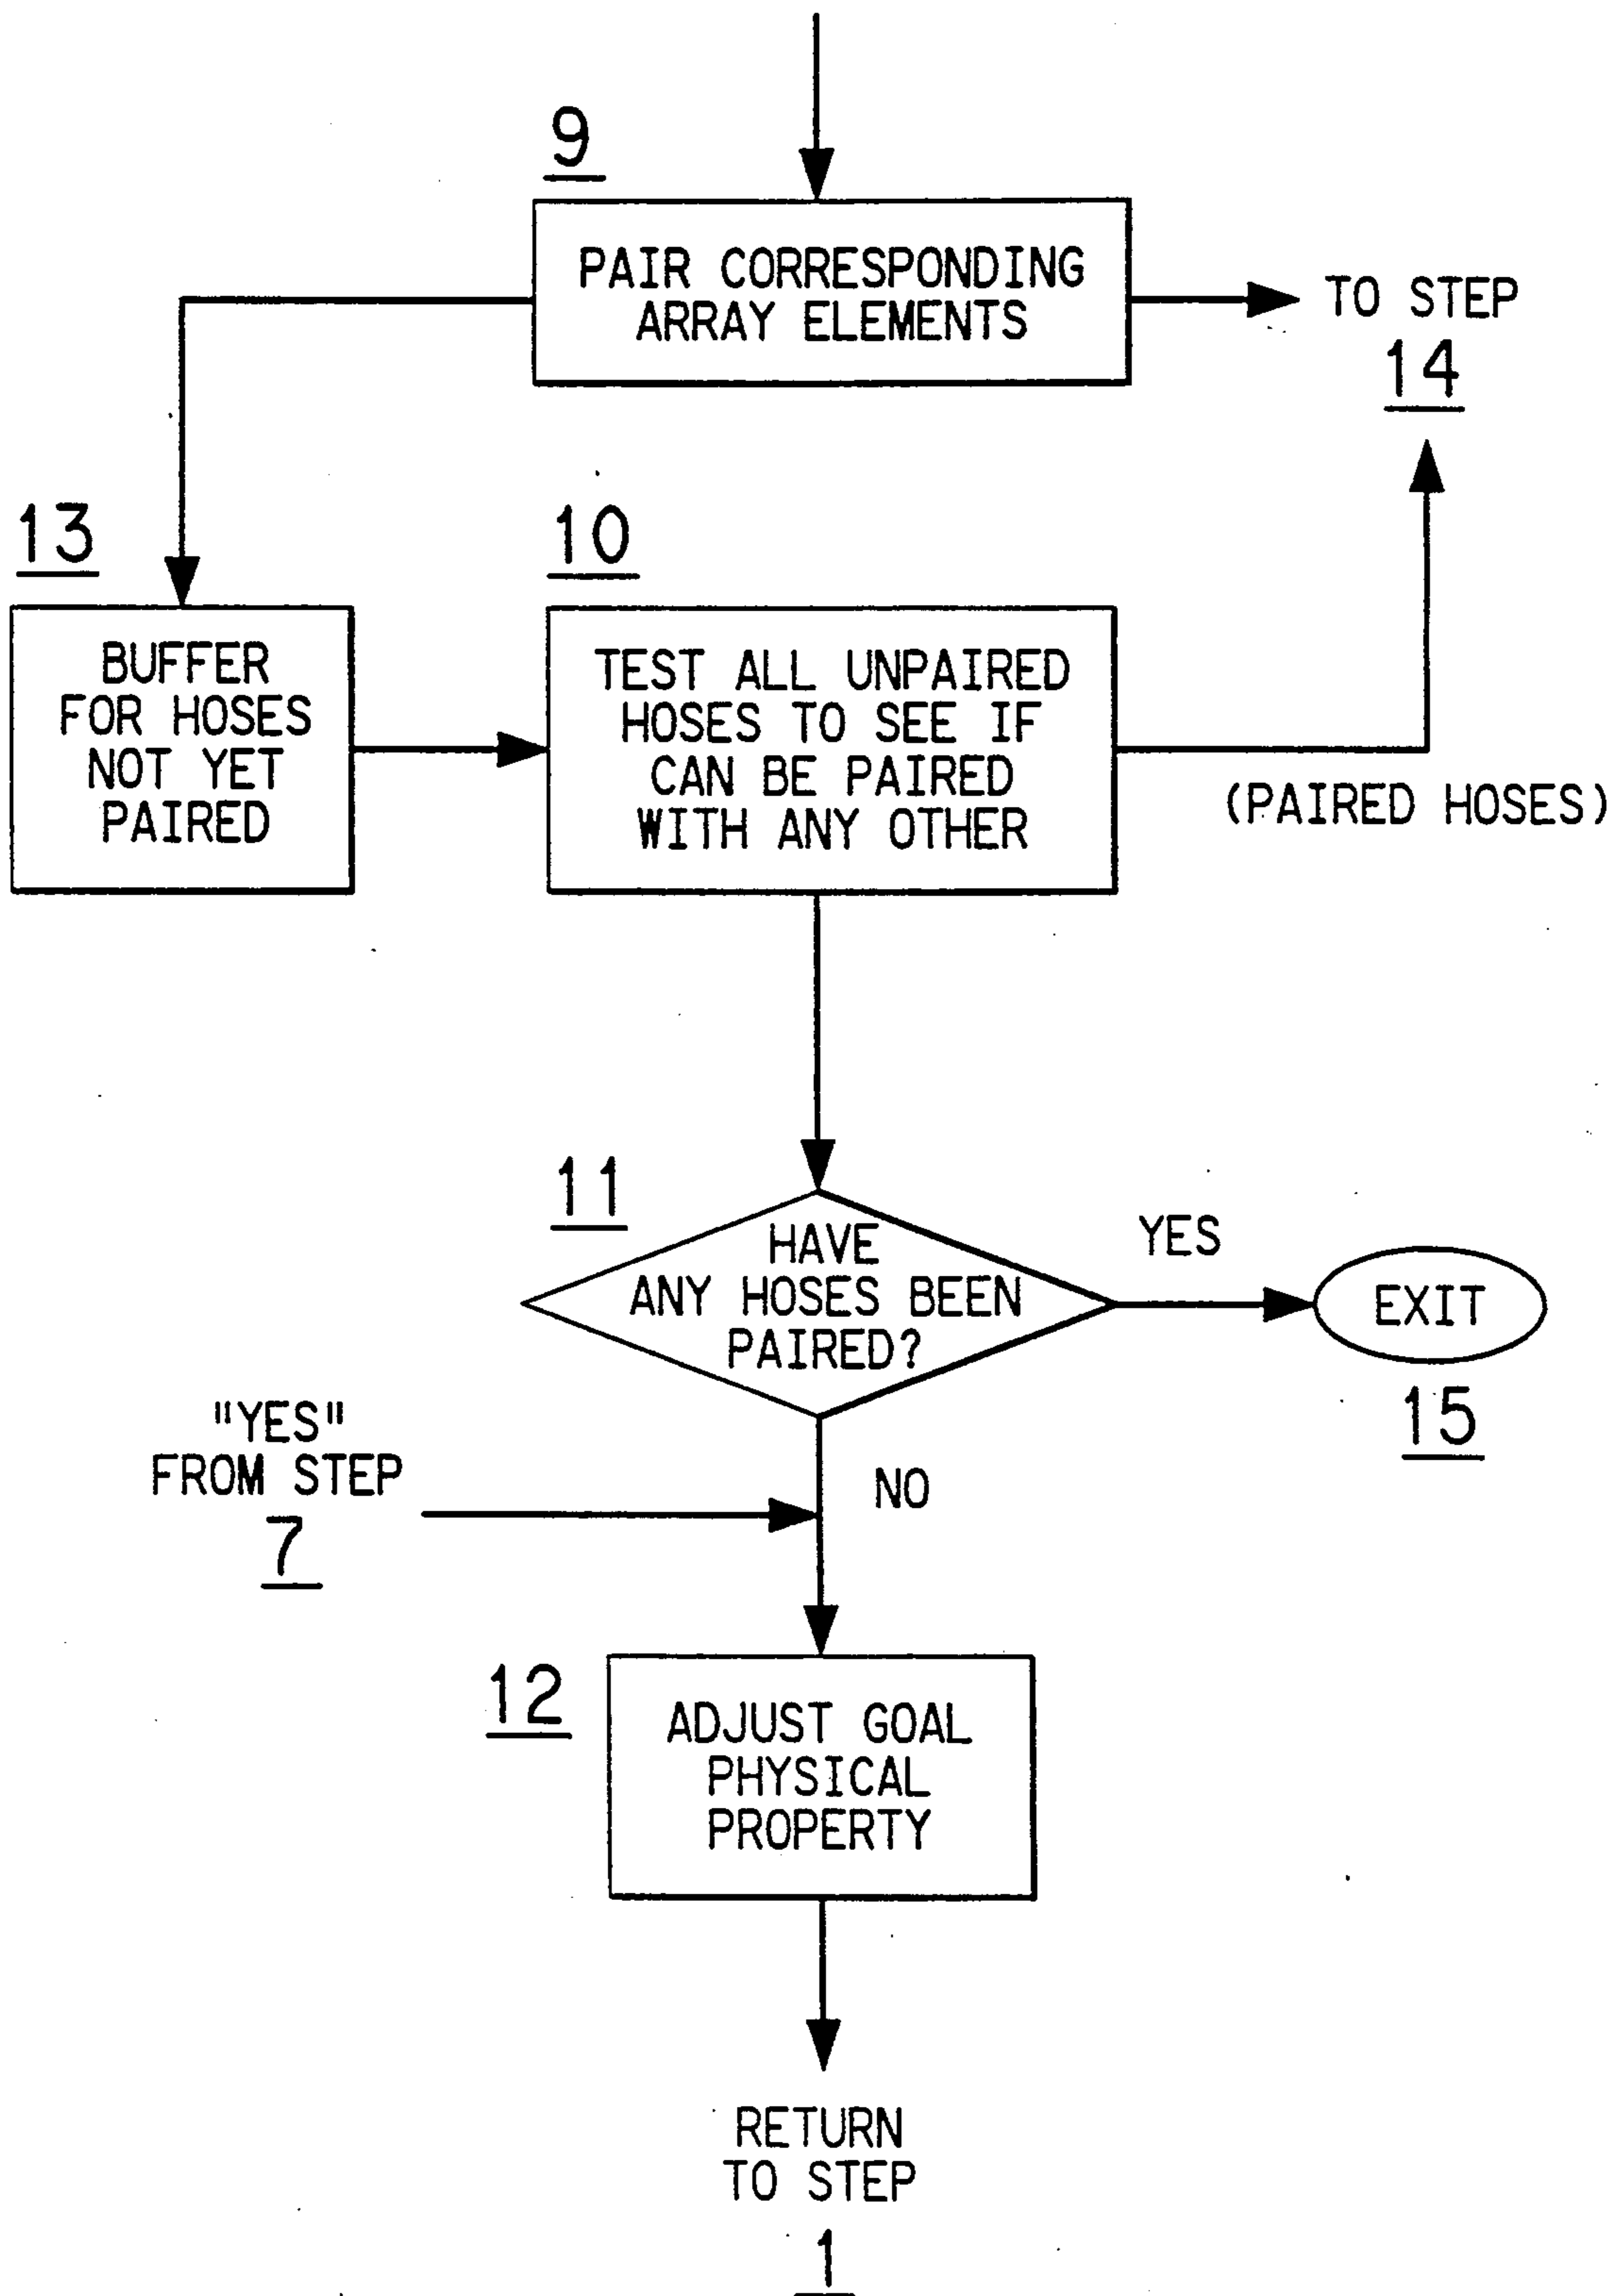 9
PAIR CORRESPONDING
ARRAY ELEMENTS
TO STEP
14
13
BUFFER
FOR HOSES
NOT YET
PAIRED
10
TEST ALL UNPAIRED
HOSES TO SEE IF
CAN BE PAIRED
WITH ANY OTHER
(PAIRED HOSES)
11
HAVE
ANY HOSES BEEN
PAIRED?
YES
EXIT
15
"YES"
FROM STEP
7
NO
12
ADJUST GOAL
PHYSICAL
PROPERTY
RETURN
TO STEP
1